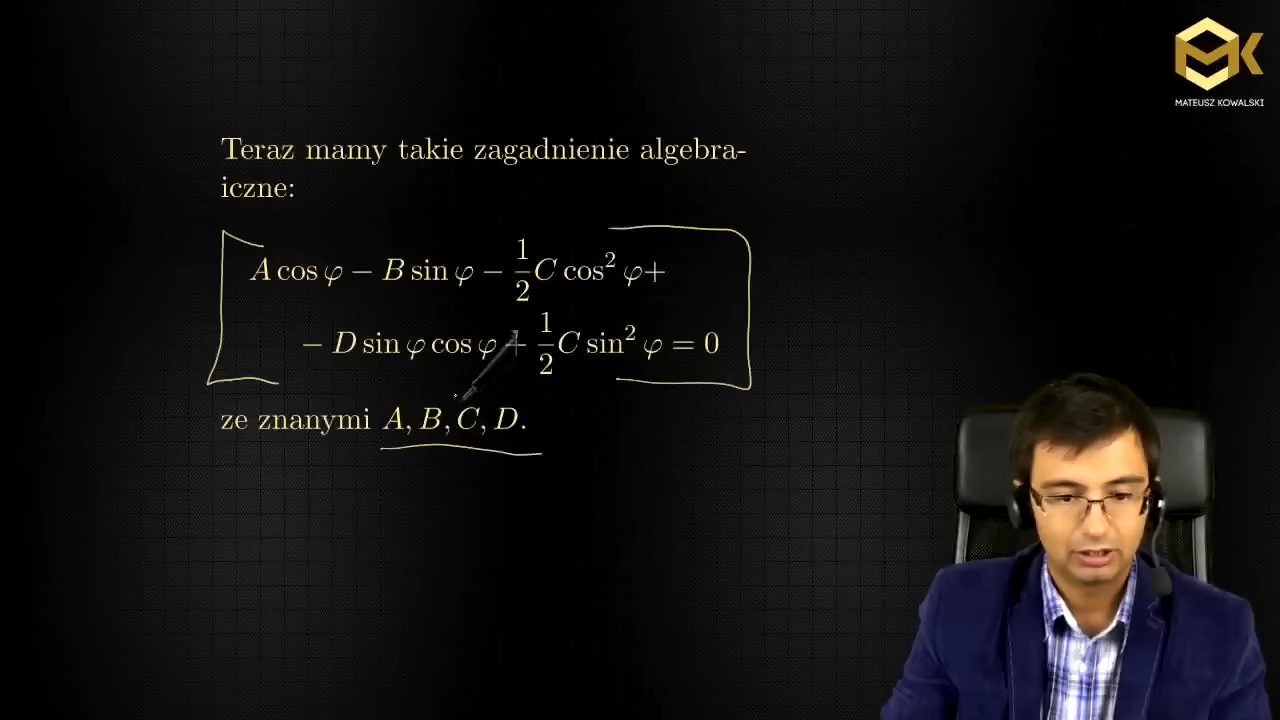 MATEUSZ KOWALSKI
Teraz mamy takie zagadnienie algebra-
iczne:
A cos φ − B sin φ − 1/2 C cos² φ+
− D sin φ cos φ + 1/2 C sin² φ = 0
ze znanymi A, B, C, D.